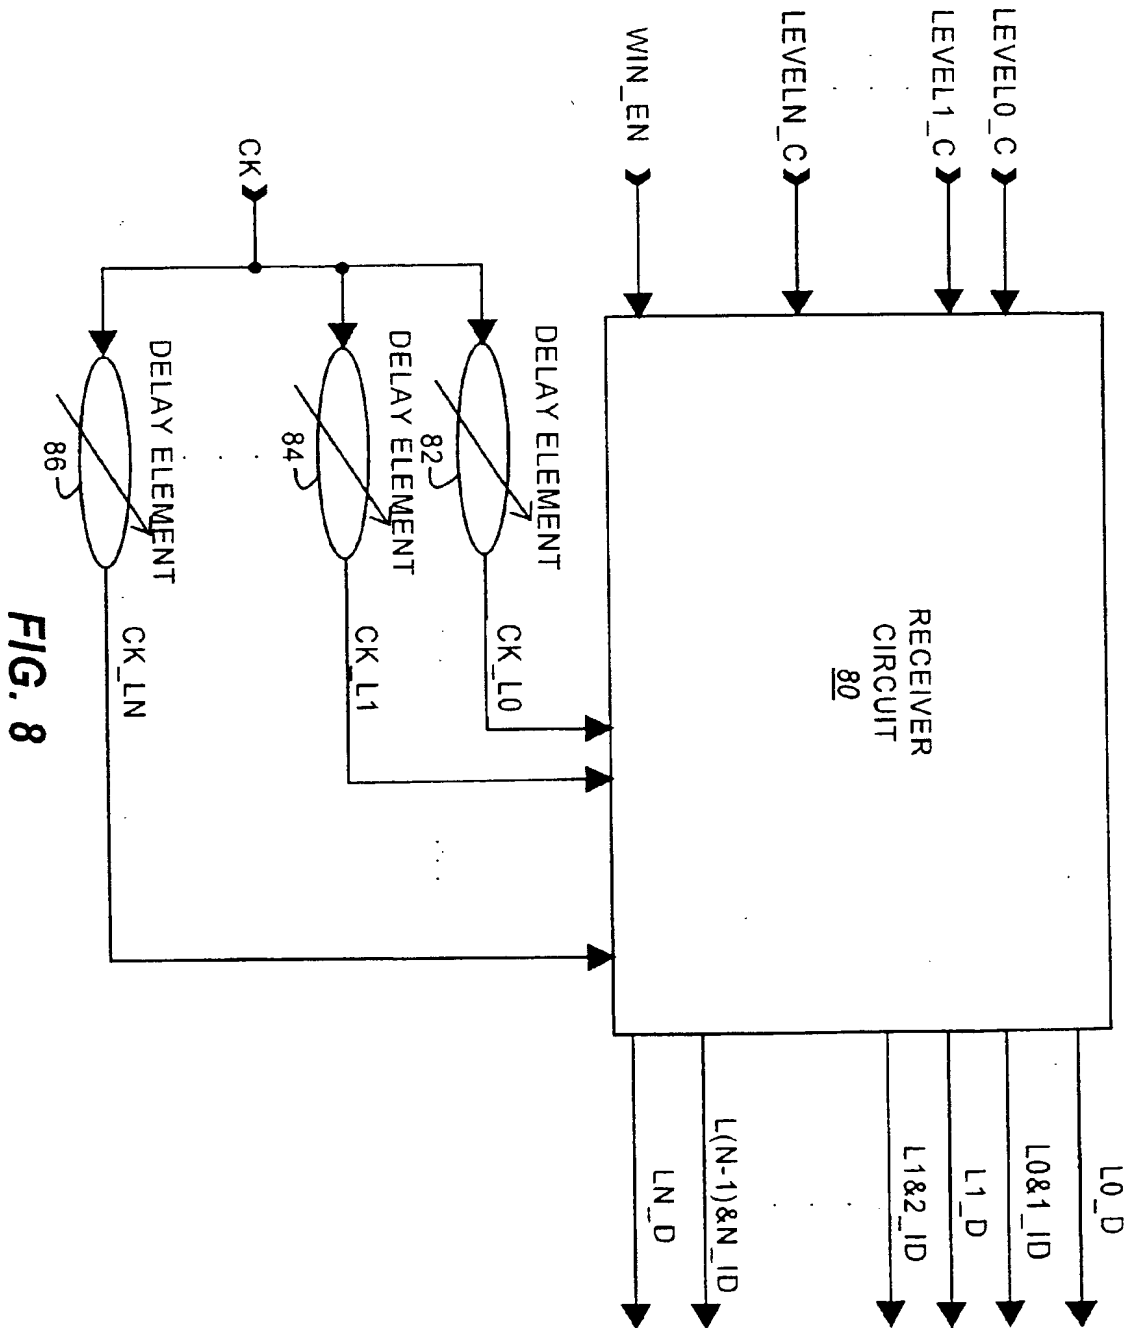 LEVEL0_C
LEVEL1_C
LEVELN_C
WIN_EN
CK
RECEIVER
CIRCUIT
80
DELAY ELEMENT
82
DELAY ELEMENT
84
DELAY ELEMENT
86
CK_L0
CK_L1
CK_LN
L0_D
L0&1_ID
L1_D
L1&2_ID
L(N-1)&N_ID
LN_D
FIG. 8